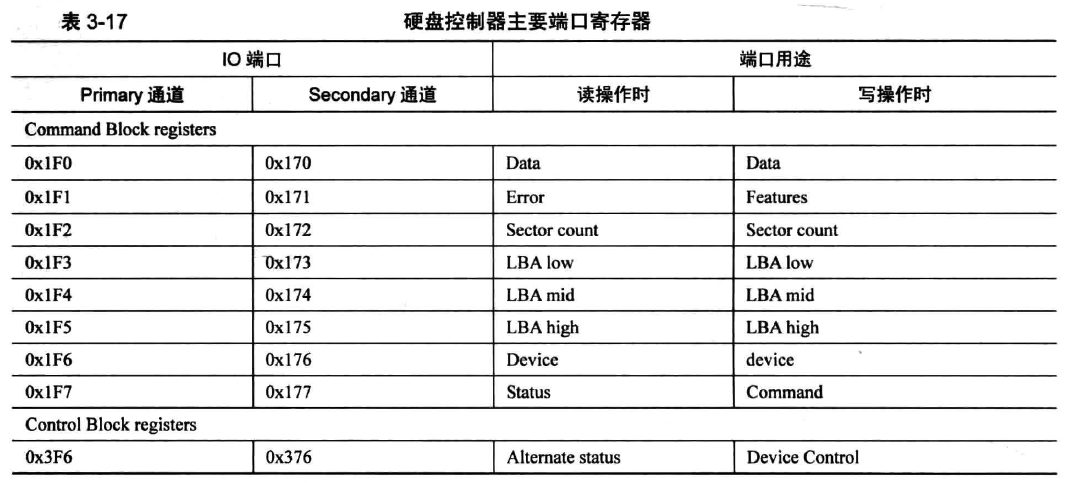 表 3-17 硬盘控制器主要端口寄存器
IO 端口 端口用途
Primary 通道 Secondary 通道 读操作时 写操作时
Command Block registers
0x1F0 0x170 Data Data
0x1F1 0x171 Error Features
0x1F2 0x172 Sector count Sector count
0x1F3 0x173 LBA low LBA low
0x1F4 0x174 LBA mid LBA mid
0x1F5 0x175 LBA high LBA high
0x1F6 0x176 Device device
0x1F7 0x177 Status Command
Control Block registers
0x3F6 0x376 Alternate status Device Control